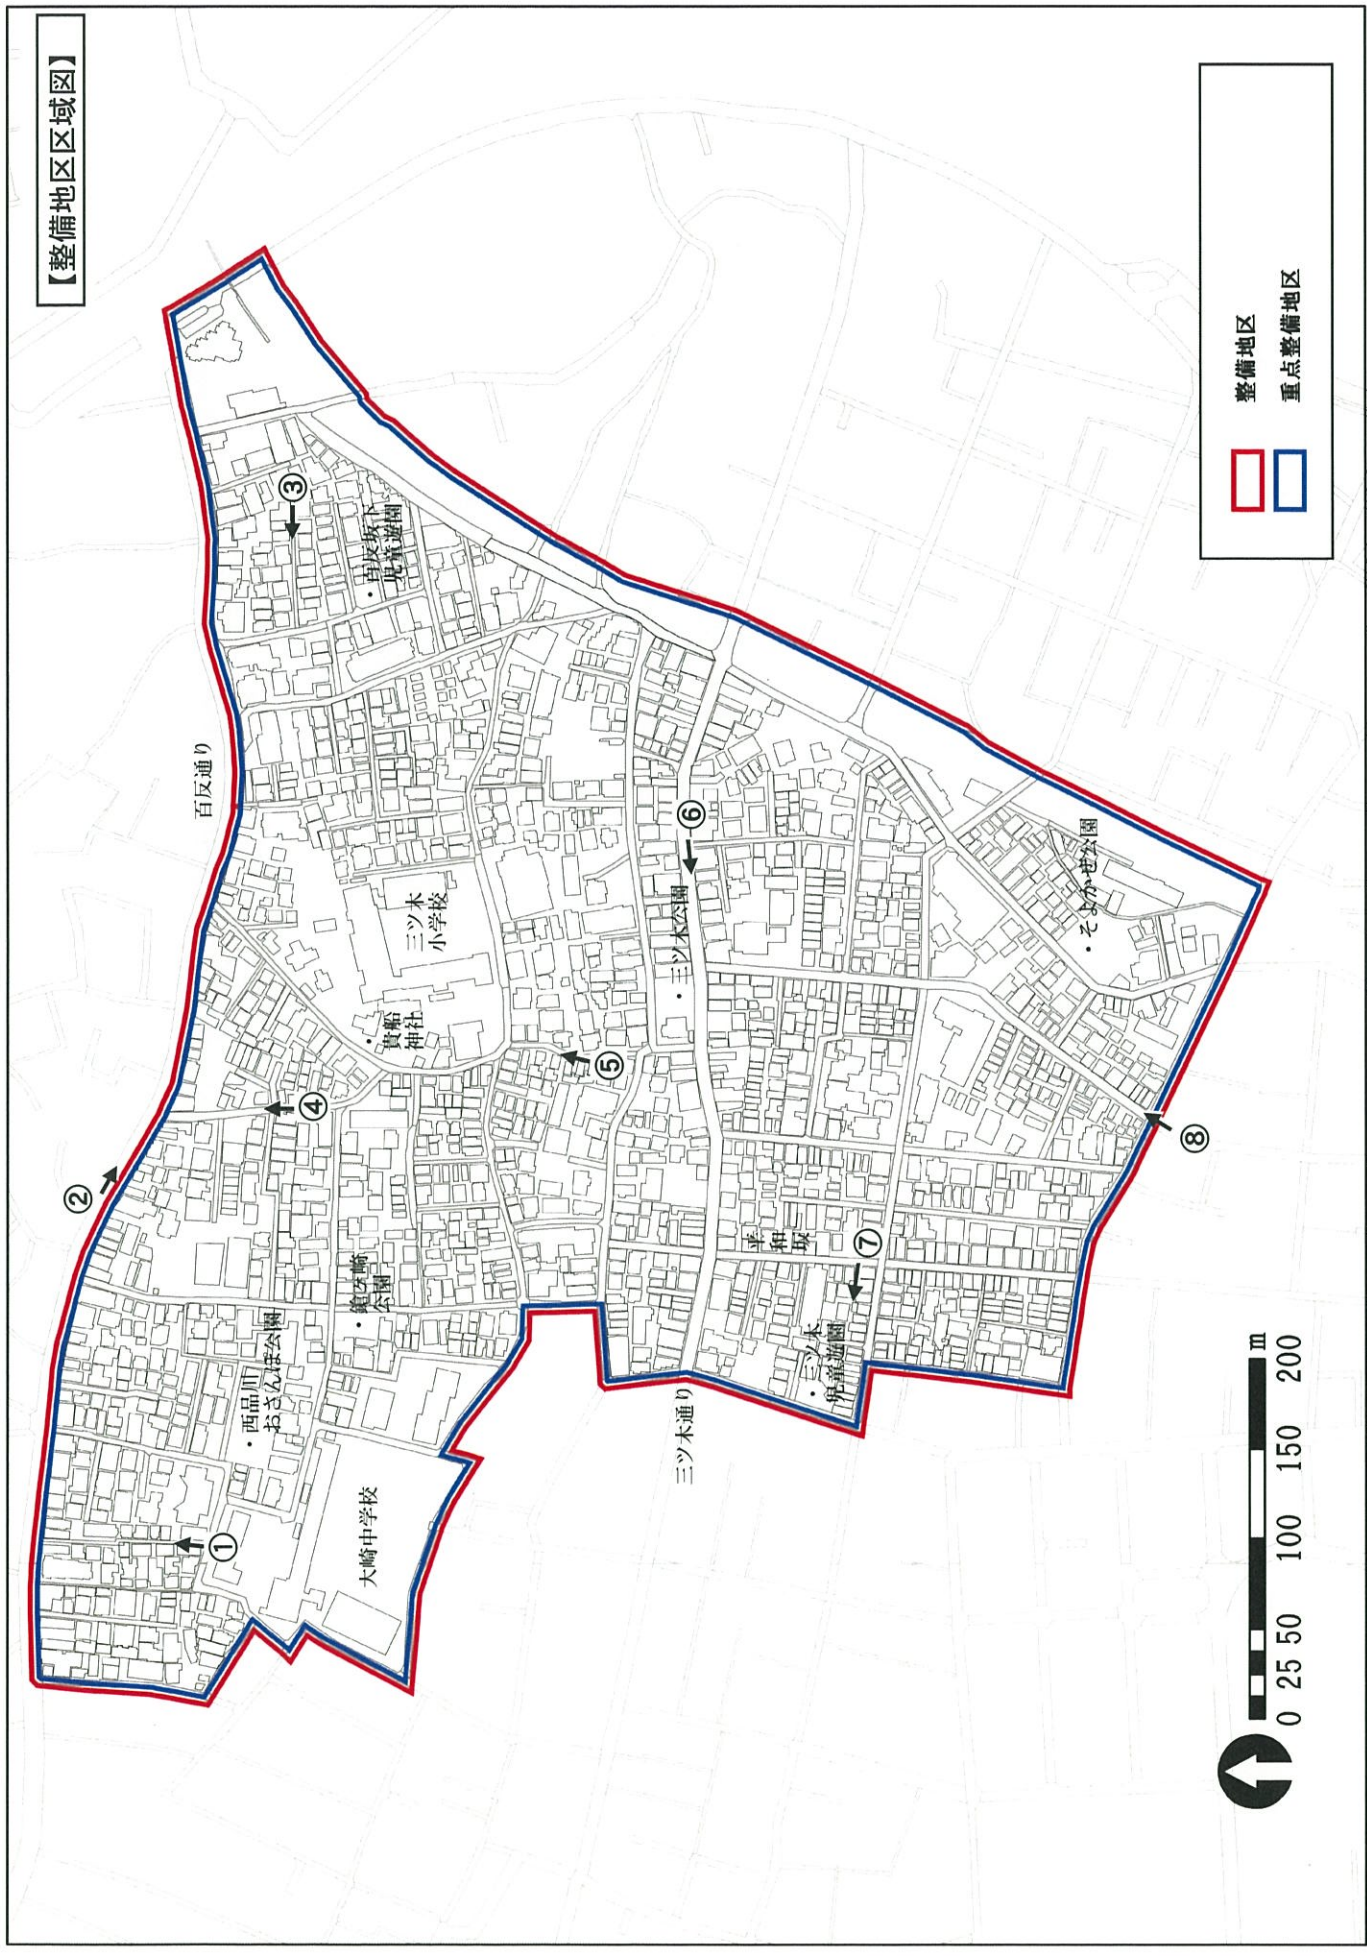 【整備地区区域図】
百反通り
②
③
・百反坂下
児童遊園
④
三ツ木
小学校
・貴船
神社
①
・西品川
おさんぽ公園
・鎗ヶ崎
公園
大崎中学校
⑤
⑥
・三ツ木公園
三ツ木通り
平和坂
⑦
・三ツ木
児童遊園
・そよかぜ公園
⑧
整備地区
重点整備地区
0 25 50 100 150 200 m